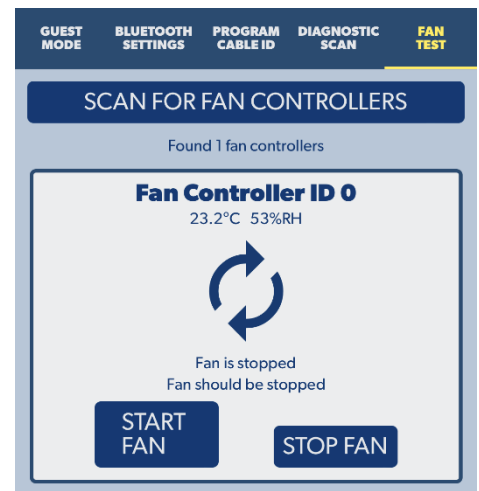 GUEST MODE
BLUETOOTH SETTINGS
PROGRAM CABLE ID
DIAGNOSTIC SCAN
FAN TEST
SCAN FOR FAN CONTROLLERS
Found 1 fan controllers
Fan Controller ID 0
23.2°C 53%RH
Fan is stopped
Fan should be stopped
START
FAN
STOP FAN